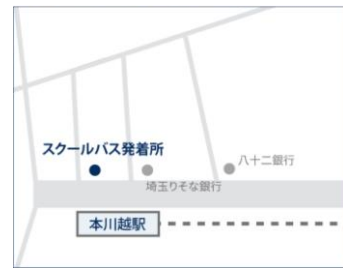 スクールバス発着所
八十二銀行
埼玉りそな銀行
本川越駅